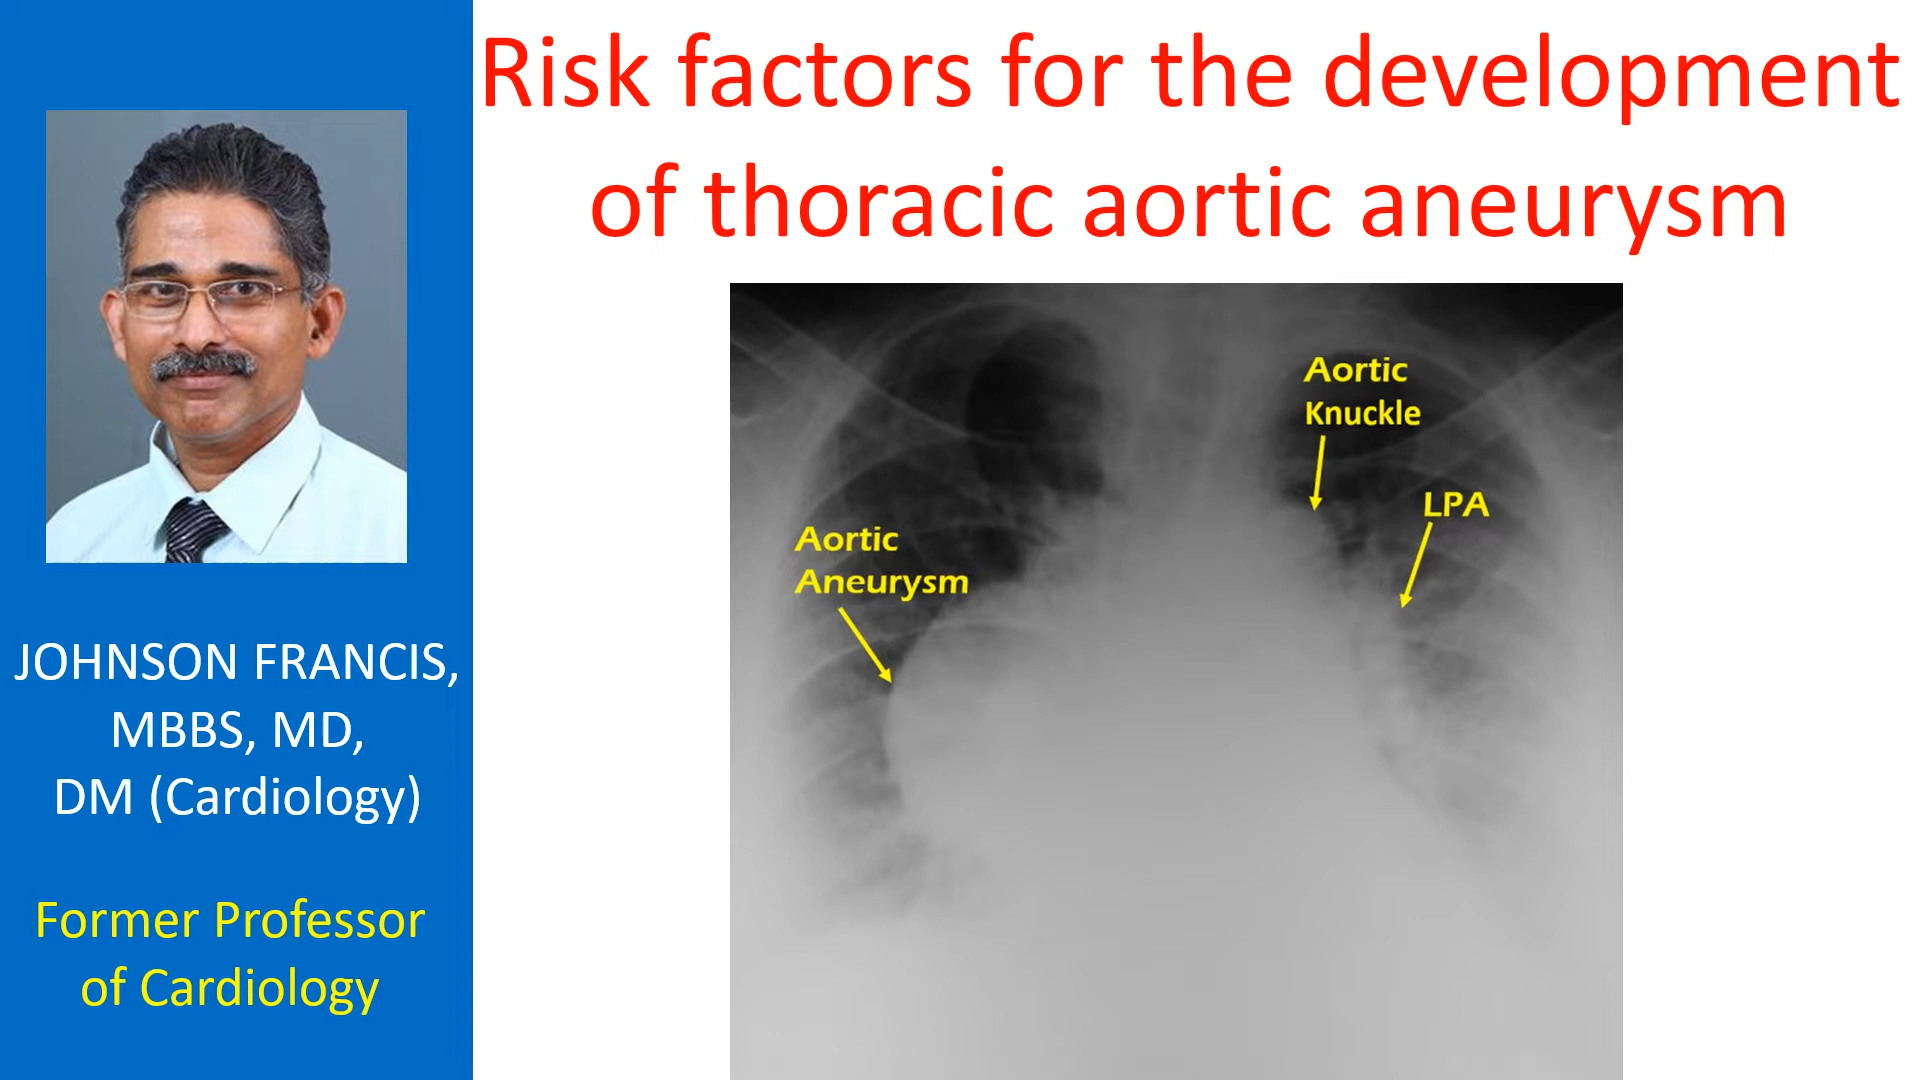 Risk factors for the development
of thoracic aortic aneurysm
JOHNSON FRANCIS,
MBBS, MD,
DM (Cardiology)
Former Professor
of Cardiology
Aortic
Knuckle
LPA
Aortic
Aneurysm